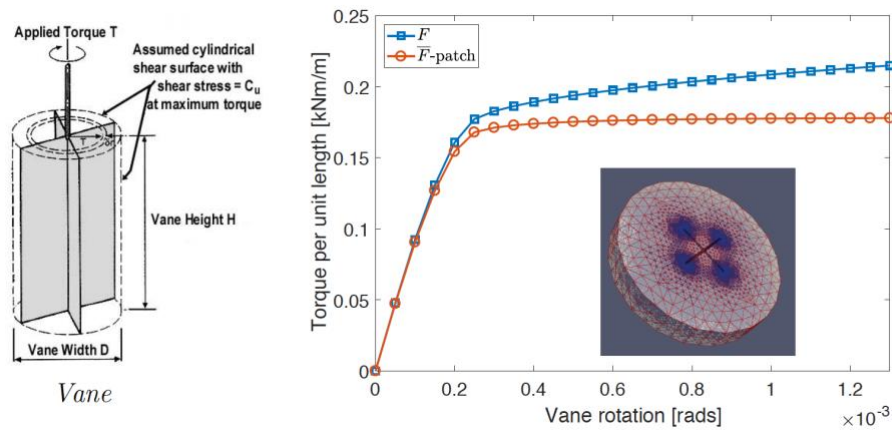 Applied Torque T
Assumed cylindrical
shear surface with
shear stress = C_u
at maximum torque
r
Vane Height H
Vane Width D
Vane
Torque per unit length [kNm/m]
0.25
0.2
0.15
0.1
0.05
0
F
F̅-patch
0 0.2 0.4 0.6 0.8 1 1.2
×10⁻³
Vane rotation [rads]